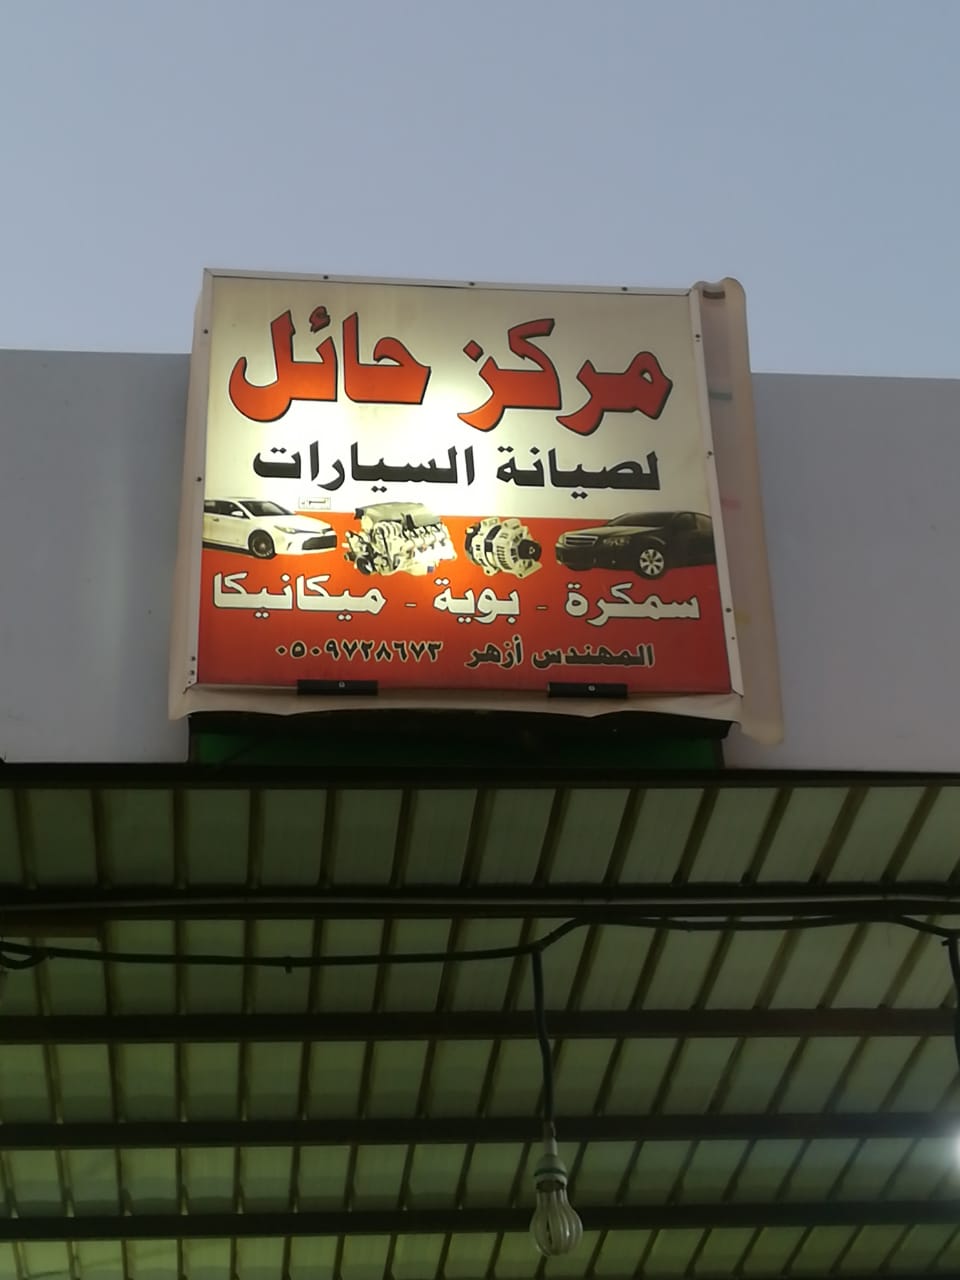 مركز حائل
لصيانة السيارات
سمكرة - بوية - ميكانيكا
المهندس أزهر ٠٥٠٩٧٢٨٦٧٣